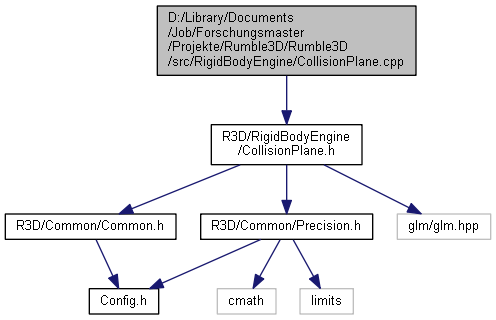 D:/Library/Documents
/Job/Forschungsmaster
/Projekte/Rumble3D/Rumble3D
/src/RigidBodyEngine/CollisionPlane.cpp
R3D/RigidBodyEngine
/CollisionPlane.h
R3D/Common/Common.h
R3D/Common/Precision.h
glm/glm.hpp
Config.h
cmath
limits